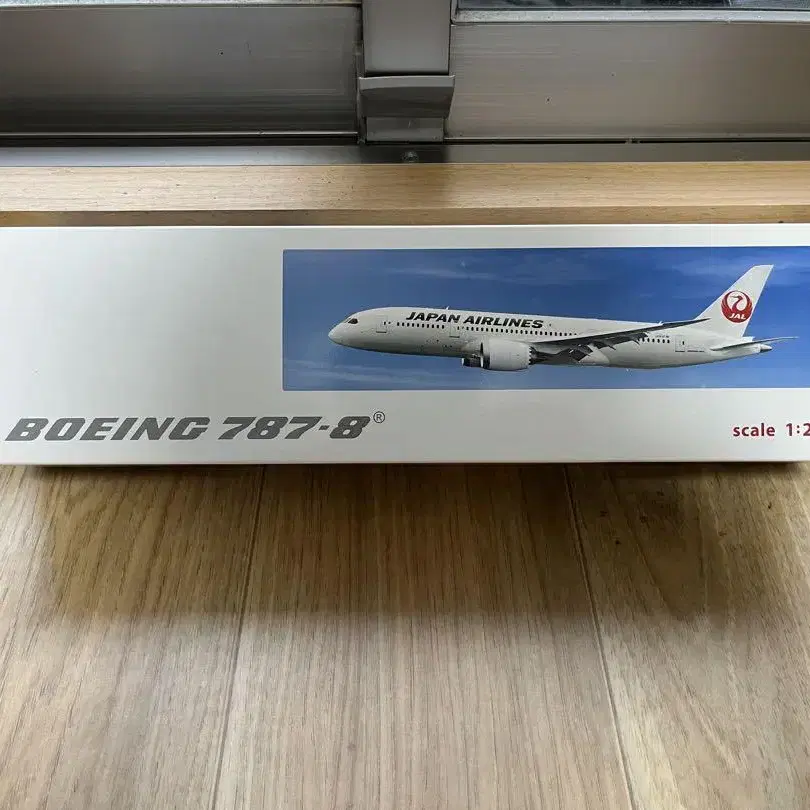 JAPAN AIRLINES
JAL
BOEING 787-8®
scale 1:2